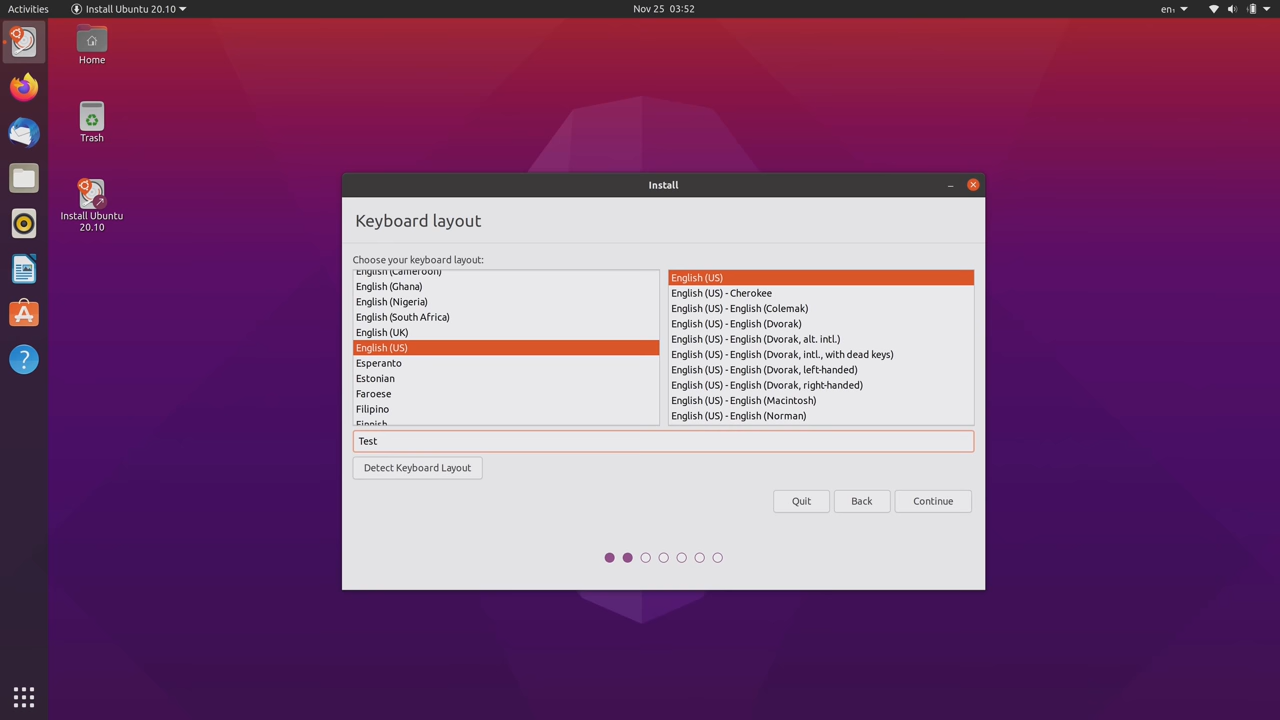 Activities
Install Ubuntu 20.10
Nov 25 03:52
en₁
Home
Trash
Install Ubuntu
20.10
Install
Keyboard layout
Choose your keyboard layout:
English (Cameroon)
English (Ghana)
English (Nigeria)
English (South Africa)
English (UK)
English (US)
Esperanto
Estonian
Faroese
Filipino
Finnish
English (US)
English (US) - Cherokee
English (US) - English (Colemak)
English (US) - English (Dvorak)
English (US) - English (Dvorak, alt. intl.)
English (US) - English (Dvorak, intl., with dead keys)
English (US) - English (Dvorak, left-handed)
English (US) - English (Dvorak, right-handed)
English (US) - English (Macintosh)
English (US) - English (Norman)
Test
Detect Keyboard Layout
Quit
Back
Continue